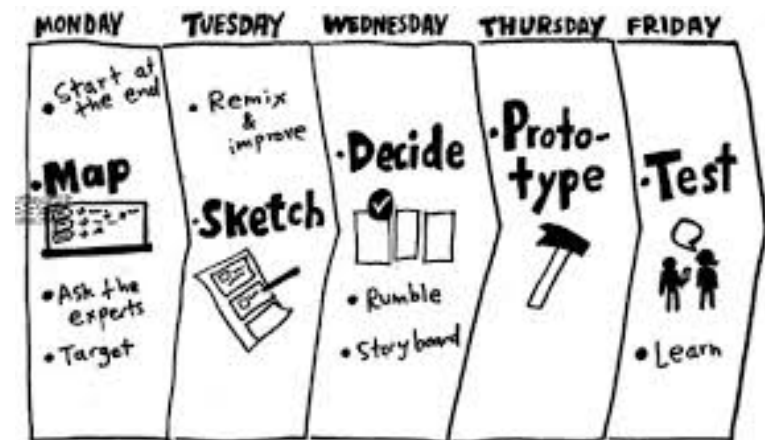 MONDAY
TUESDAY
WEDNESDAY
THURSDAY
FRIDAY
• Start at
the end
• Map
• Ask the
experts
• Target
• Remix
&
improve
• Sketch
• Decide
• Rumble
• Storyboard
• Proto-
type
• Test
• Learn